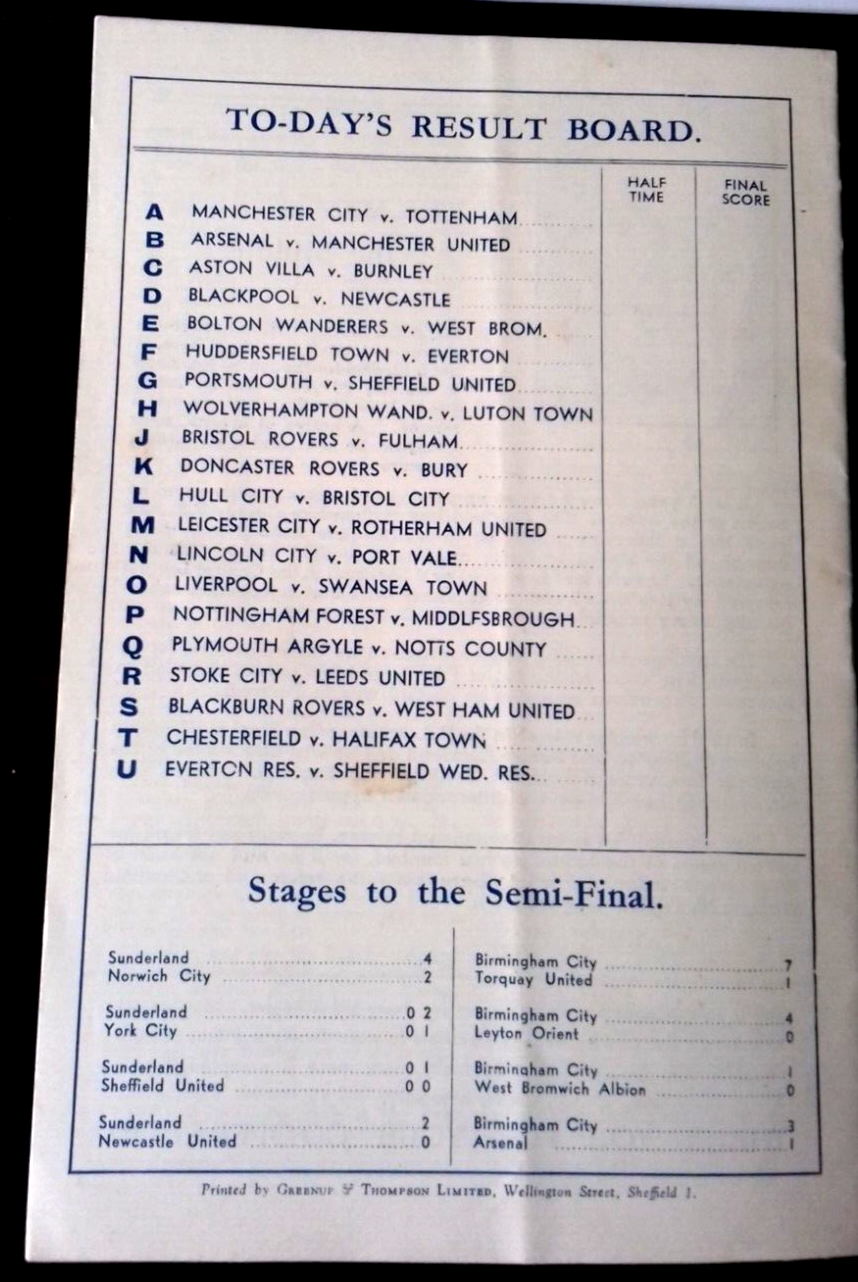 TO-DAY'S RESULT BOARD.
HALF TIME
FINAL SCORE
A MANCHESTER CITY v. TOTTENHAM
B ARSENAL v. MANCHESTER UNITED
C ASTON VILLA v. BURNLEY
D BLACKPOOL v. NEWCASTLE
E BOLTON WANDERERS v. WEST BROM.
F HUDDERSFIELD TOWN v. EVERTON
G PORTSMOUTH v. SHEFFIELD UNITED
H WOLVERHAMPTON WAND. v. LUTON TOWN
J BRISTOL ROVERS v. FULHAM
K DONCASTER ROVERS v. BURY
L HULL CITY v. BRISTOL CITY
M LEICESTER CITY v. ROTHERHAM UNITED
N LINCOLN CITY v. PORT VALE
O LIVERPOOL v. SWANSEA TOWN
P NOTTINGHAM FOREST v. MIDDLFSBROUGH
Q PLYMOUTH ARGYLE v. NOTTS COUNTY
R STOKE CITY v. LEEDS UNITED
S BLACKBURN ROVERS v. WEST HAM UNITED
T CHESTERFIELD v. HALIFAX TOWN
U EVERTON RES. v. SHEFFIELD WED. RES.
Stages to the Semi-Final.
Sunderland 4
Norwich City 2
Sunderland 0 2
York City 0 1
Sunderland 0 1
Sheffield United 0 0
Sunderland 2
Newcastle United 0
Birmingham City 7
Torquay United 1
Birmingham City 4
Leyton Orient 0
Birmingham City 1
West Bromwich Albion 0
Birmingham City 3
Arsenal 1
Printed by GREENUP & THOMPSON LIMITED, Wellington Street, Sheffield 1.